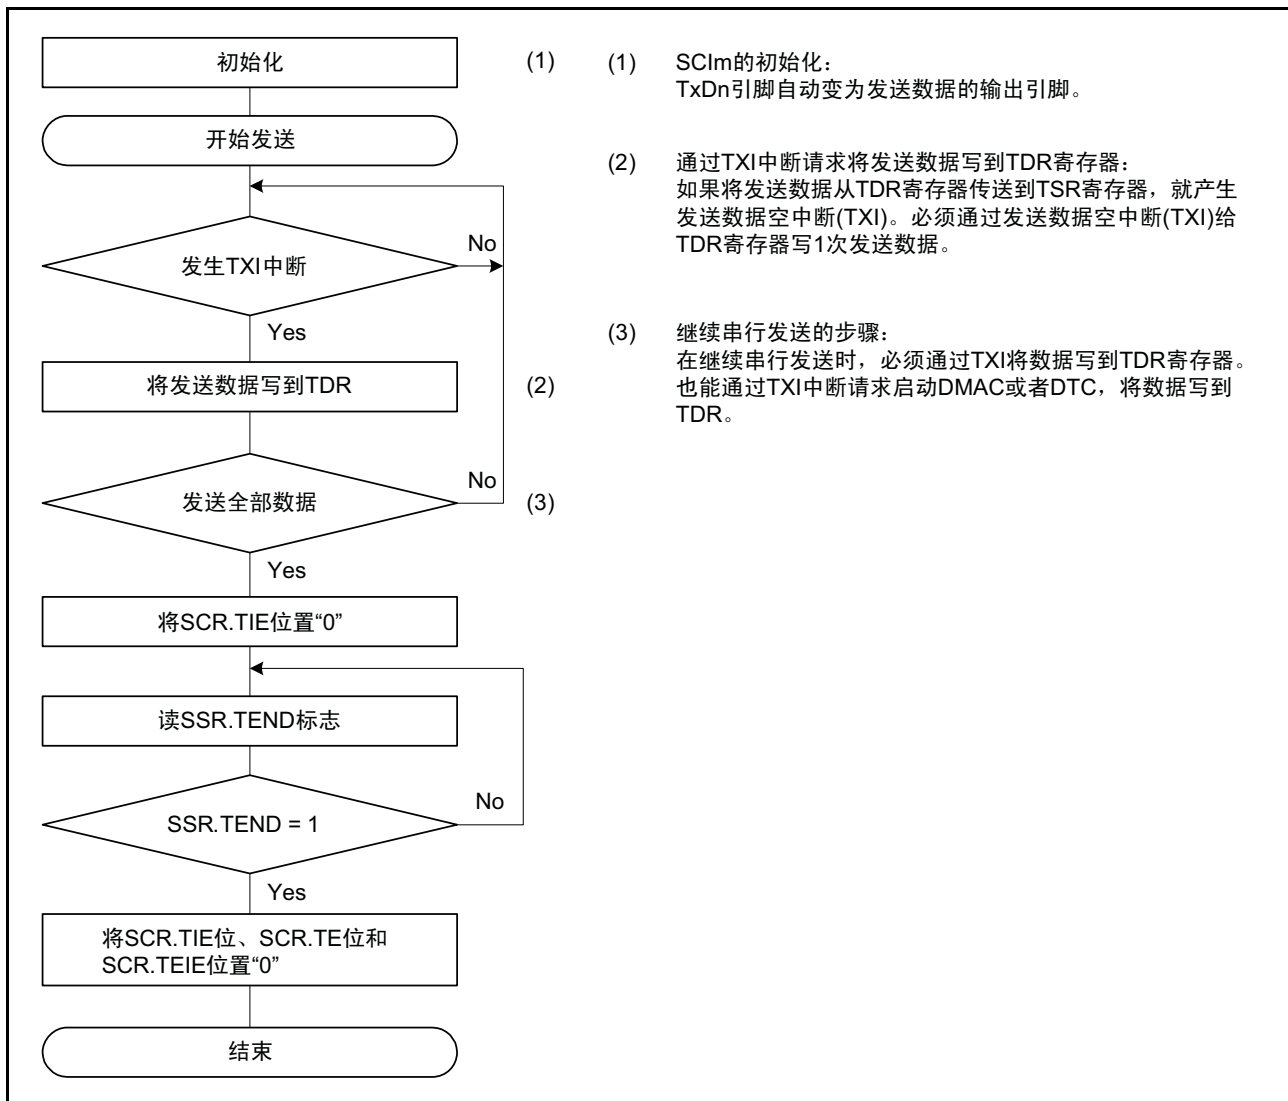 初始化
(1)
开始发送
发生TXI中断
No
Yes
将发送数据写到TDR
(2)
发送全部数据
No
(3)
Yes
将SCR.TIE位置“0”
读SSR.TEND标志
SSR.TEND = 1
No
Yes
将SCR.TIE位、SCR.TE位和
SCR.TEIE位置“0”
结束
(1) SCIm的初始化：
TxDn引脚自动变为发送数据的输出引脚。
(2) 通过TXI中断请求将发送数据写到TDR寄存器：
如果将发送数据从TDR寄存器传送到TSR寄存器，就产生
发送数据空中断(TXI)。必须通过发送数据空中断(TXI)给
TDR寄存器写1次发送数据。
(3) 继续串行发送的步骤：
在继续串行发送时，必须通过TXI将数据写到TDR寄存器。
也能通过TXI中断请求启动DMAC或者DTC，将数据写到
TDR。